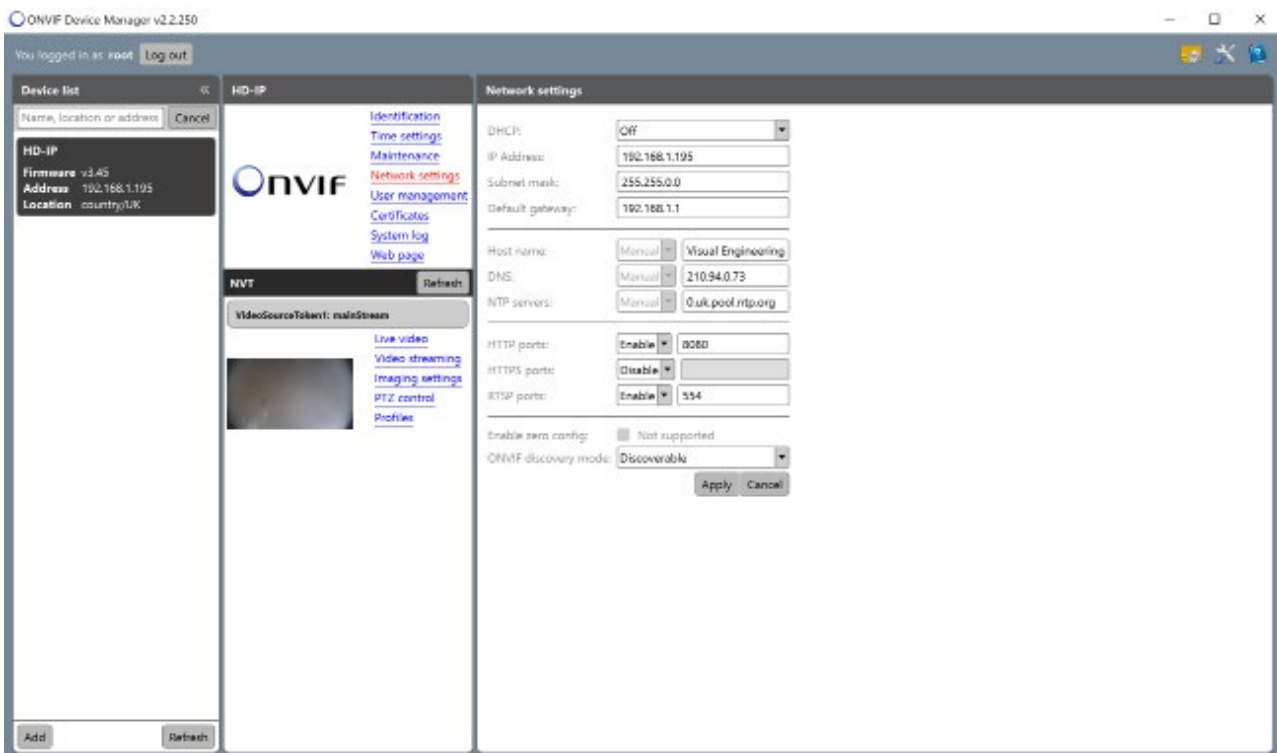 ONVIF Device Manager v2.2.250
You logged in as root Log out
Device list
Name, location or address Cancel
HD-IP
Firmware v3.45
Address 192.168.1.195
Location country/UK
Add Refresh
HD-IP
ONVIF
Identification
Time settings
Maintenance
Network settings
User management
Certificates
System log
Web page
NVT Refresh
VideoSourceToken1: mainStream
Live video
Video streaming
Imaging settings
PTZ control
Profiles
Network settings
DHCP: Off
IP Address: 192.168.1.195
Subnet mask: 255.255.0.0
Default gateway: 192.168.1.1
Host name: Manual Visual Engineering
DNS: Manual 210.94.0.73
NTP servers: Manual 0.uk.pool.ntp.org
HTTP ports: Enable 8080
HTTPS ports: Disable
RTSP ports: Enable 554
Enable zero config: Not supported
ONVIF discovery mode: Discoverable
Apply Cancel